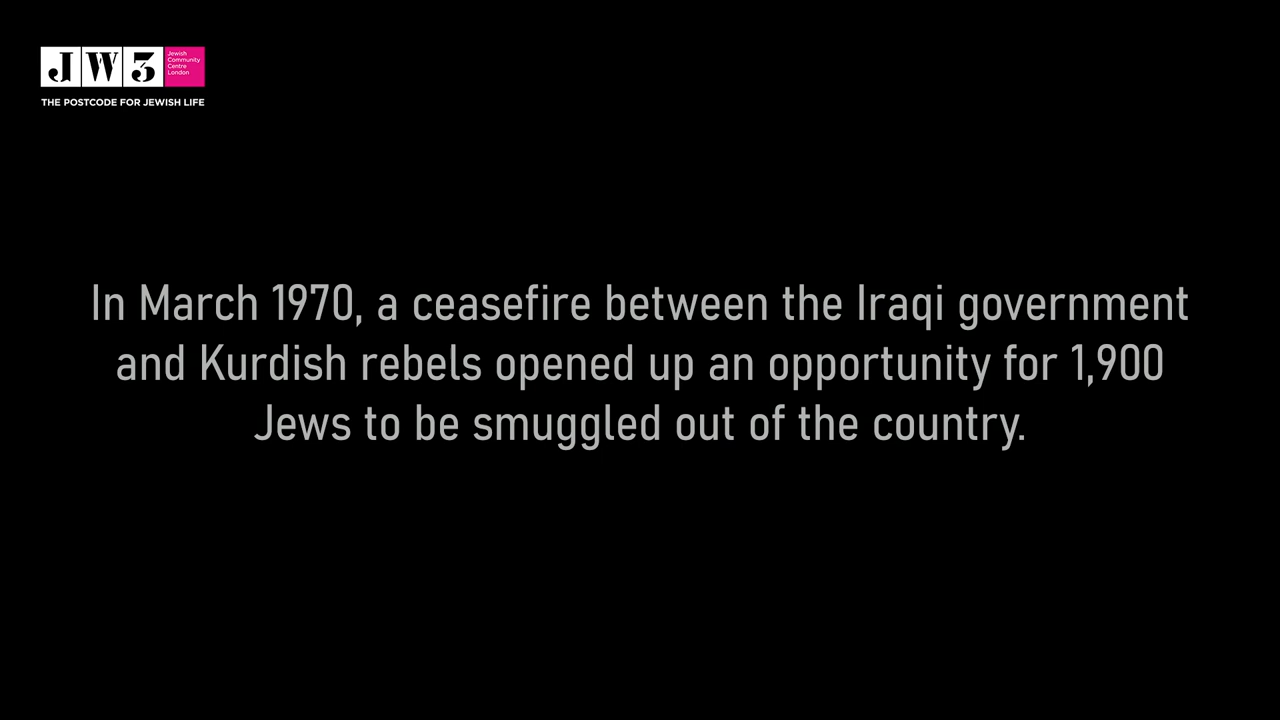 JW3
Jewish
Community
Centre
London
THE POSTCODE FOR JEWISH LIFE
In March 1970, a ceasefire between the Iraqi government
and Kurdish rebels opened up an opportunity for 1,900
Jews to be smuggled out of the country.